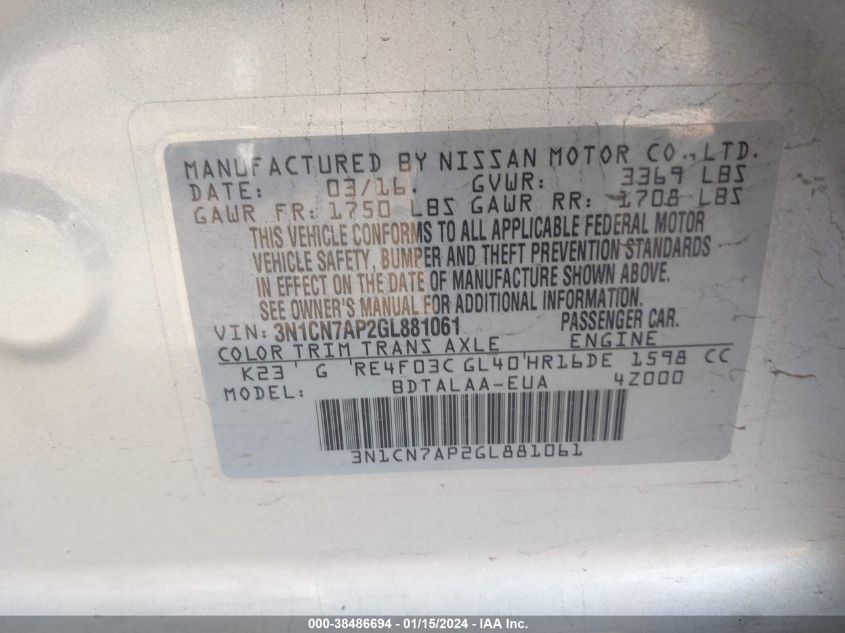 MANUFACTURED BY NISSAN MOTOR CO., LTD.
DATE: 03/16. GVWR: 3369 LBS
GAWR FR: 1750 LBS GAWR RR: 1708 LBS
THIS VEHICLE CONFORMS TO ALL APPLICABLE FEDERAL MOTOR
VEHICLE SAFETY, BUMPER AND THEFT PREVENTION STANDARDS
IN EFFECT ON THE DATE OF MANUFACTURE SHOWN ABOVE.
SEE OWNER'S MANUAL FOR ADDITIONAL INFORMATION.
VIN: 3N1CN7AP2GL881061 PASSENGER CAR.
COLOR TRIM TRANS AXLE ENGINE
K23 G RE4F03C GL40 HR16DE 1598 CC
MODEL: BDTALAA-EUA 4Z000
3N1CN7AP2GL881061
000-38486694 - 01/15/2024 - IAA Inc.